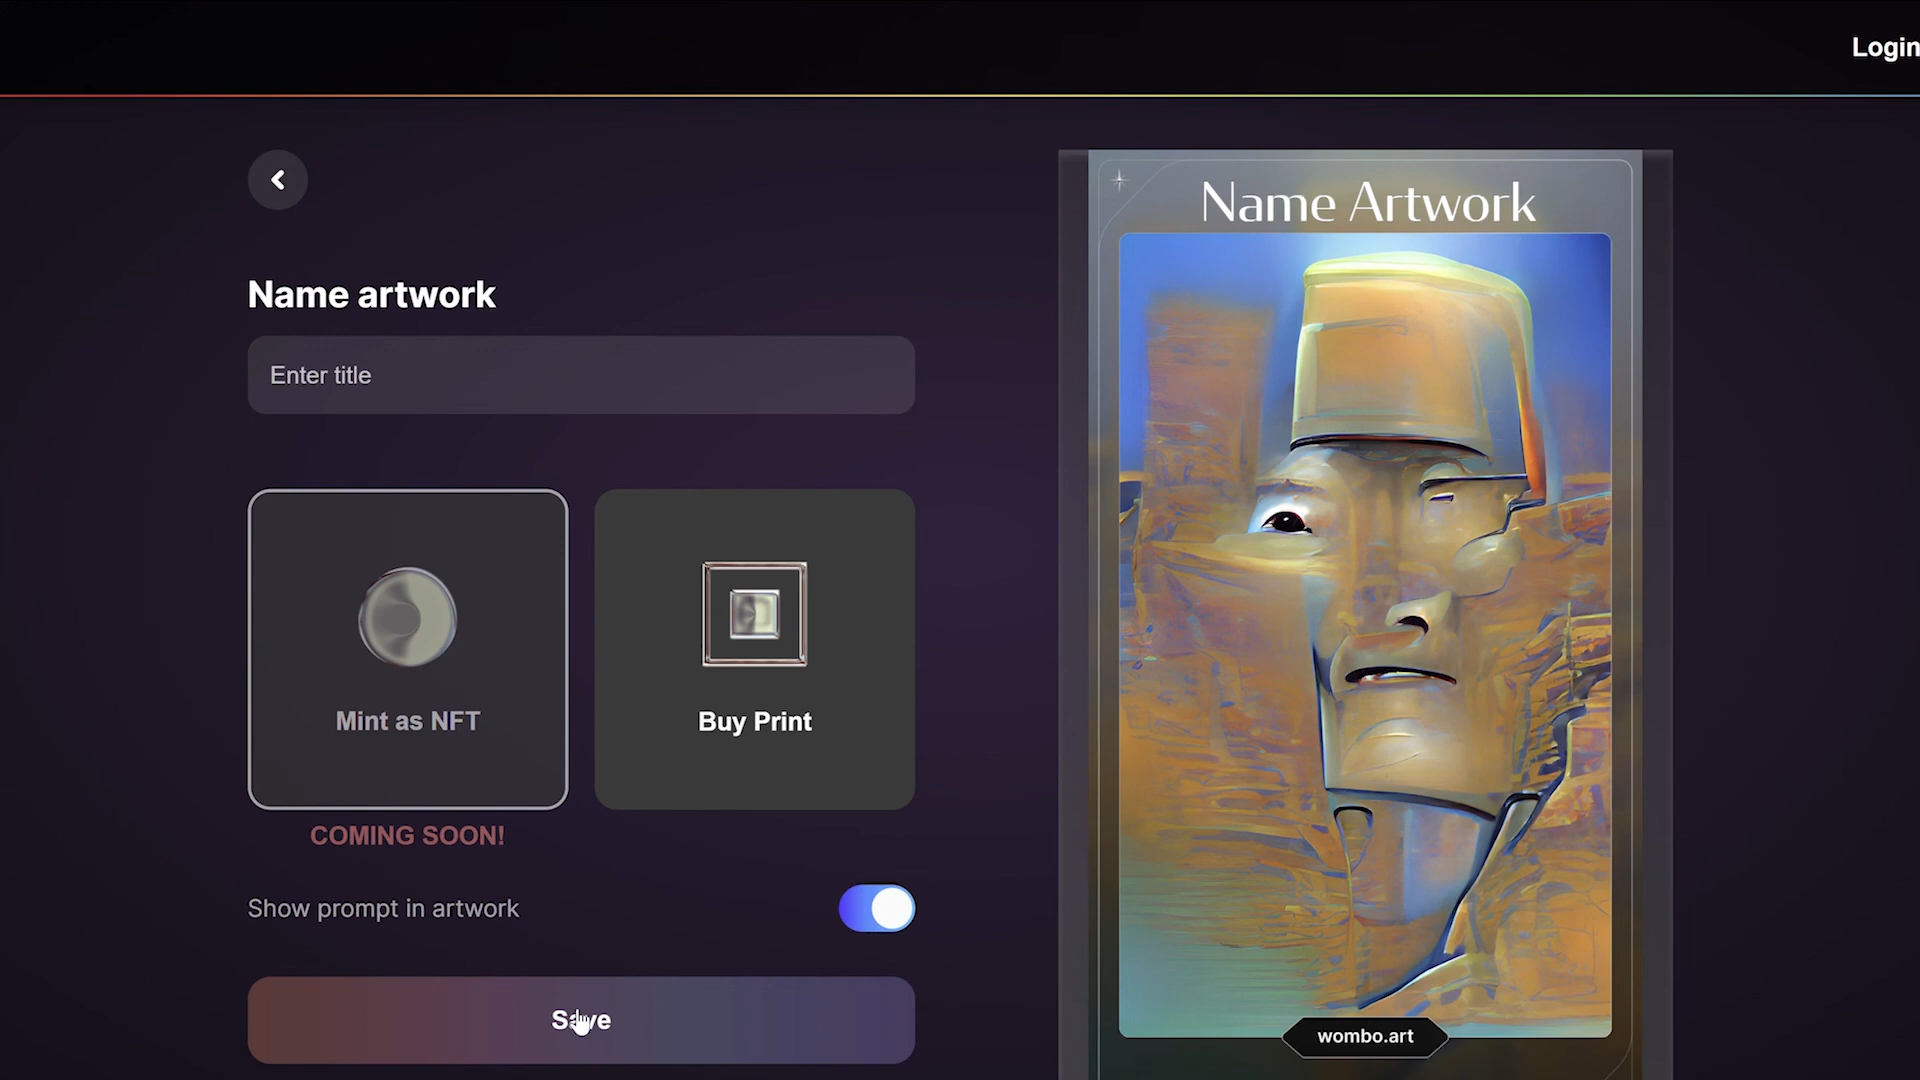 Login
Name artwork
Enter title
Mint as NFT
Buy Print
COMING SOON!
Show prompt in artwork
Save
Name Artwork
wombo.art